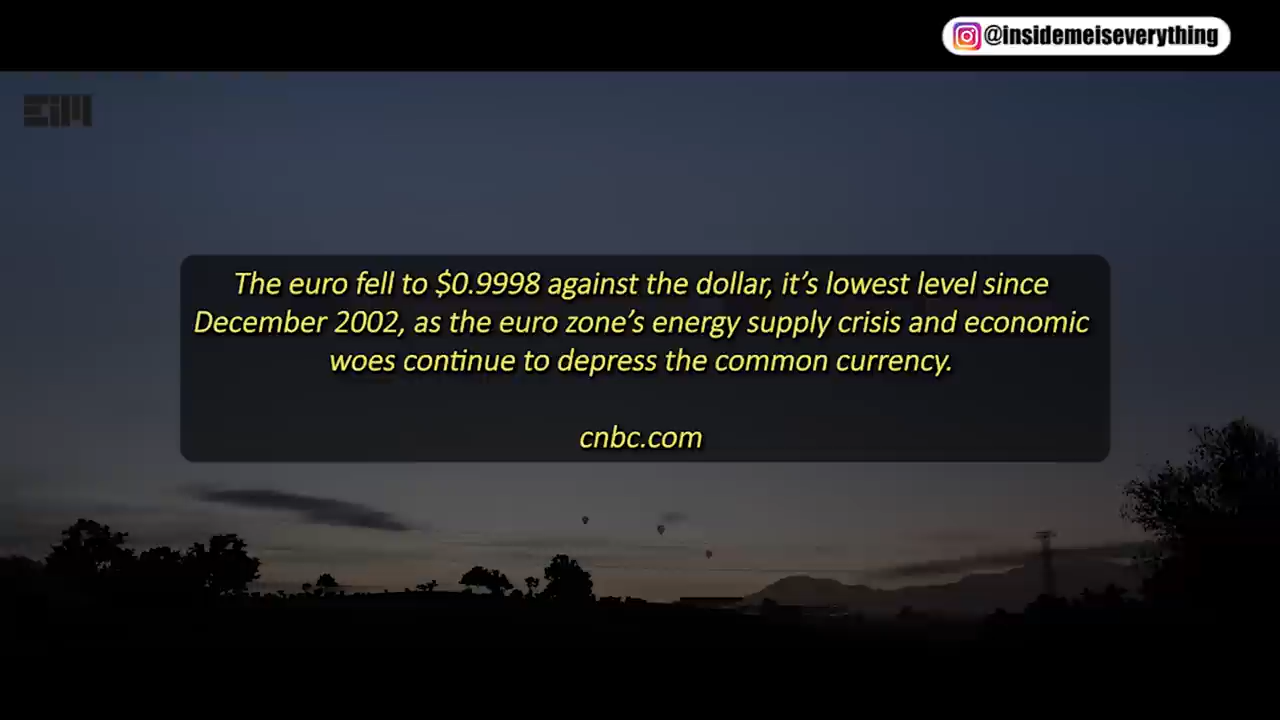 @insidemeiseverything
EiM
The euro fell to $0.9998 against the dollar, it's lowest level since
December 2002, as the euro zone's energy supply crisis and economic
woes continue to depress the common currency.
cnbc.com